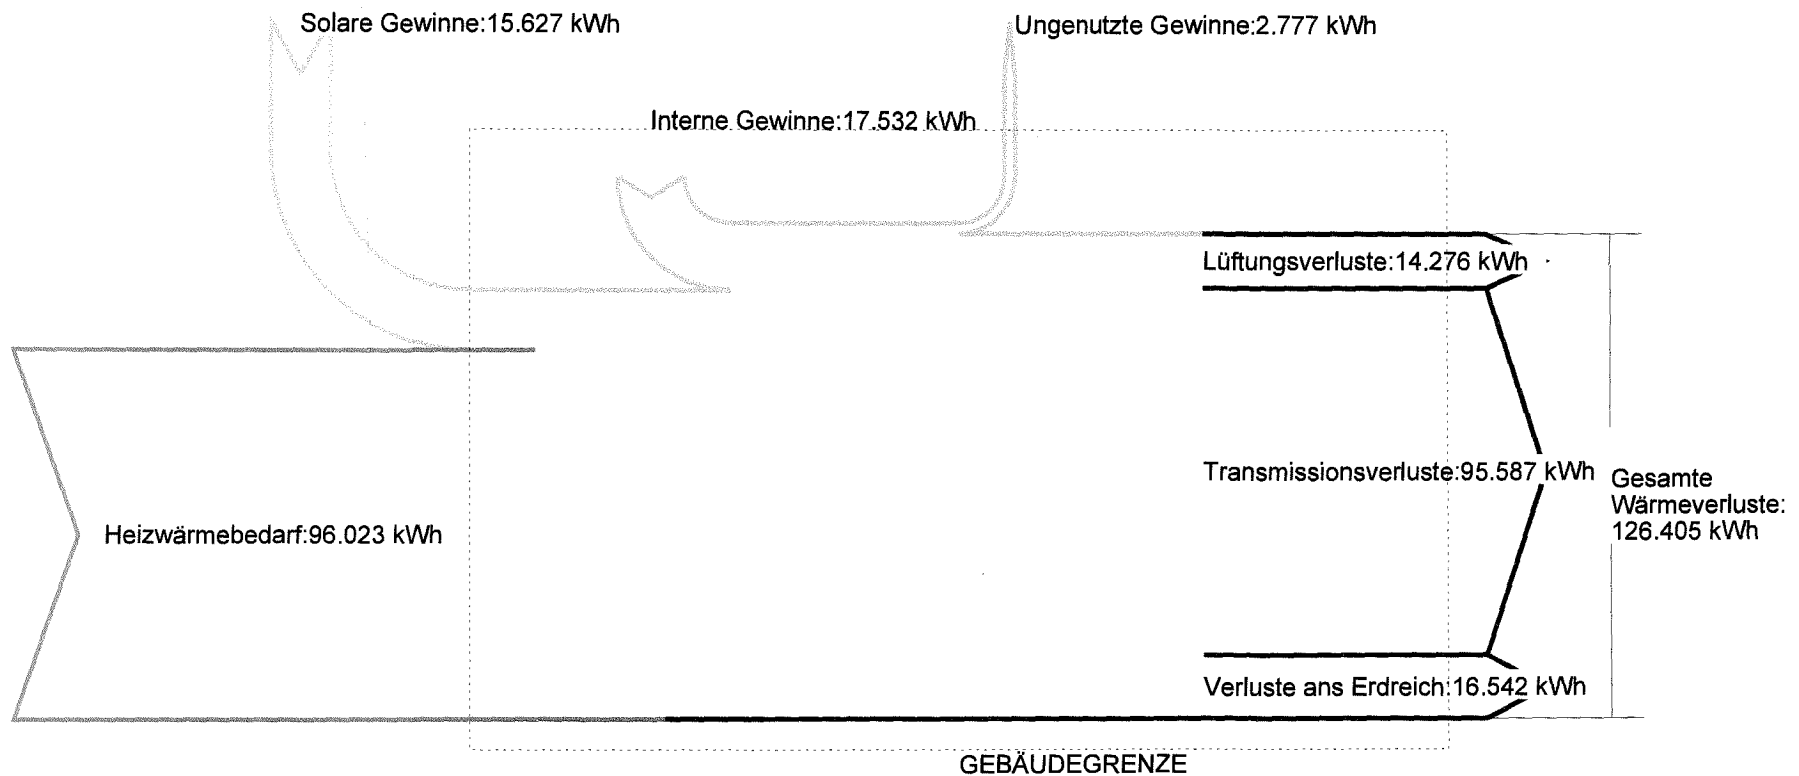 Solare Gewinne:15.627 kWh
Ungenutzte Gewinne:2.777 kWh
Interne Gewinne:17.532 kWh
Lüftungsverluste:14.276 kWh
Transmissionsverluste:95.587 kWh
Gesamte
Wärmeverluste:
126.405 kWh
Heizwärmebedarf:96.023 kWh
Verluste ans Erdreich:16.542 kWh
GEBÄUDEGRENZE